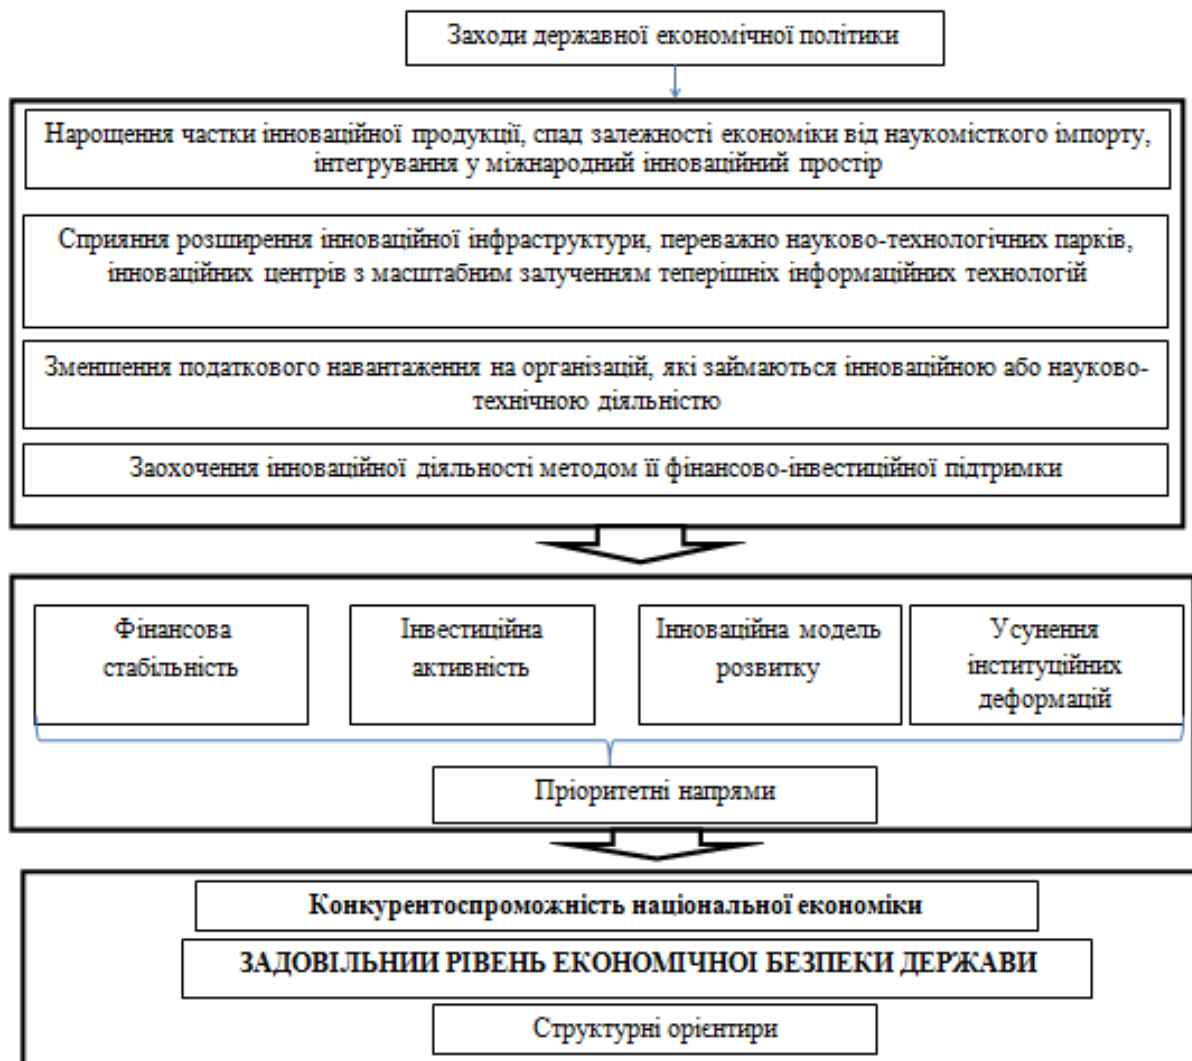 Заходи державної економічної політики
Нарощення частки інноваційної продукції, спад залежності економіки від наукомісткого імпорту,
інтегрування у міжнародний інноваційний простір
Сприяння розширення інноваційної інфраструктури, переважно науково-технологічних парків,
інноваційних центрів з масштабним залученням теперішніх інформаційних технологій
Зменшення податкового навантаження на організацій, які займаються інноваційною або науково-
технічною діяльністю
Заохочення інноваційної діяльності методом її фінансово-інвестиційної підтримки
Фінансова
стабільність
Інвестиційна
активність
Інноваційна модель
розвитку
Усунення
інституційних
деформацій
Пріоритетні напрями
Конкурентоспроможність національної економіки
ЗАДОВІЛЬНИЙ РІВЕНЬ ЕКОНОМІЧНОЇ БЕЗПЕКИ ДЕРЖАВИ
Структурні орієнтири